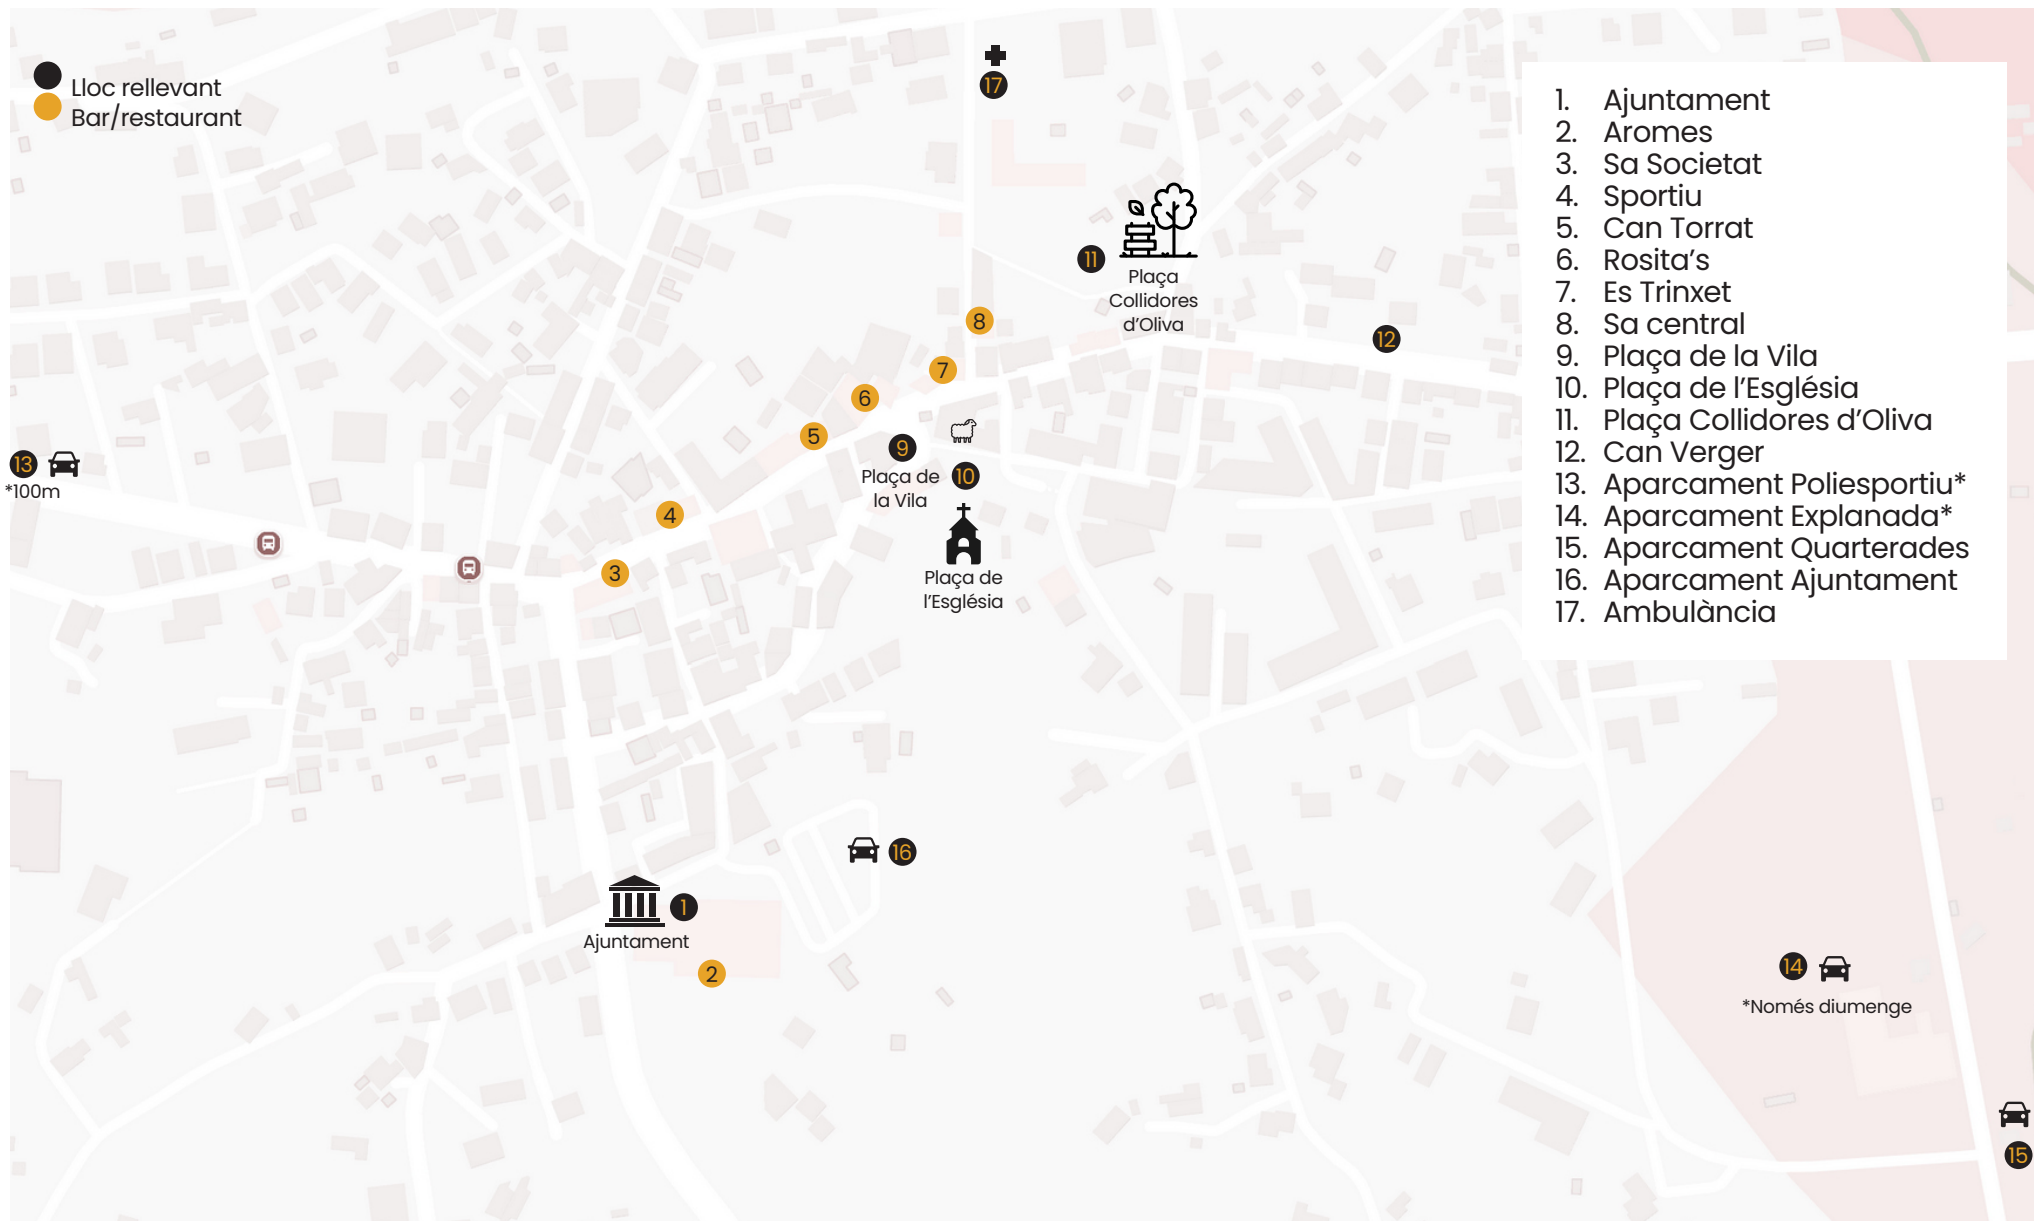 Lloc rellevant
Bar/restaurant
17
1. Ajuntament
2. Aromes
3. Sa Societat
4. Sportiu
5. Can Torrat
6. Rosita's
7. Es Trinxet
8. Sa central
9. Plaça de la Vila
10. Plaça de l'Església
11. Plaça Collidores d'Oliva
12. Can Verger
13. Aparcament Poliesportiu*
14. Aparcament Explanada*
15. Aparcament Quarterades
16. Aparcament Ajuntament
17. Ambulància
11
Plaça
Collidores
d'Oliva
8
12
7
6
5
9
Plaça de
la Vila
10
13
*100m
4
3
Plaça de
l'Església
16
1
Ajuntament
2
14
*Només diumenge
15